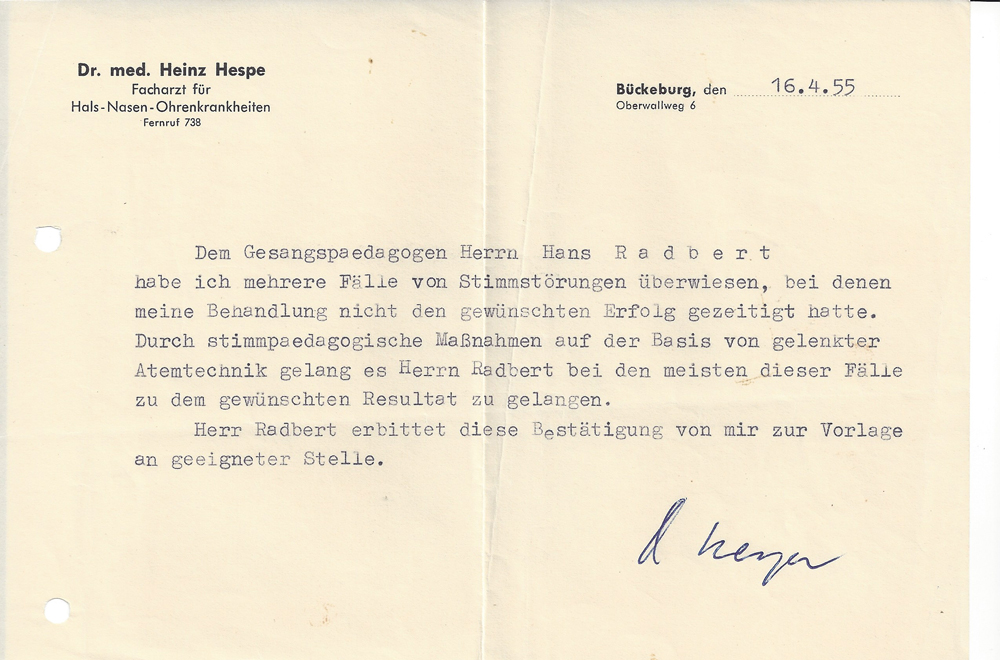 Dr. med. Heinz Hespe
Facharzt für
Hals-Nasen-Ohrenkrankheiten
Fernruf 738
Bückeburg, den 16.4.55
Oberwallweg 6
Dem Gesangspaedagogen Herrn Hans R a d b e r t
habe ich mehrere Fälle von Stimmstörungen überwiesen, bei denen
meine Behandlung nicht den gewünschten Erfolg gezeitigt hatte.
Durch stimmpaedagogische Maßnahmen auf der Basis von gelenkter
Atemtechnik gelang es Herrn Radbert bei den meisten dieser Fälle
zu dem gewünschten Resultat zu gelangen.
Herr Radbert erbittet diese Bestätigung von mir zur Vorlage
an geeigneter Stelle.